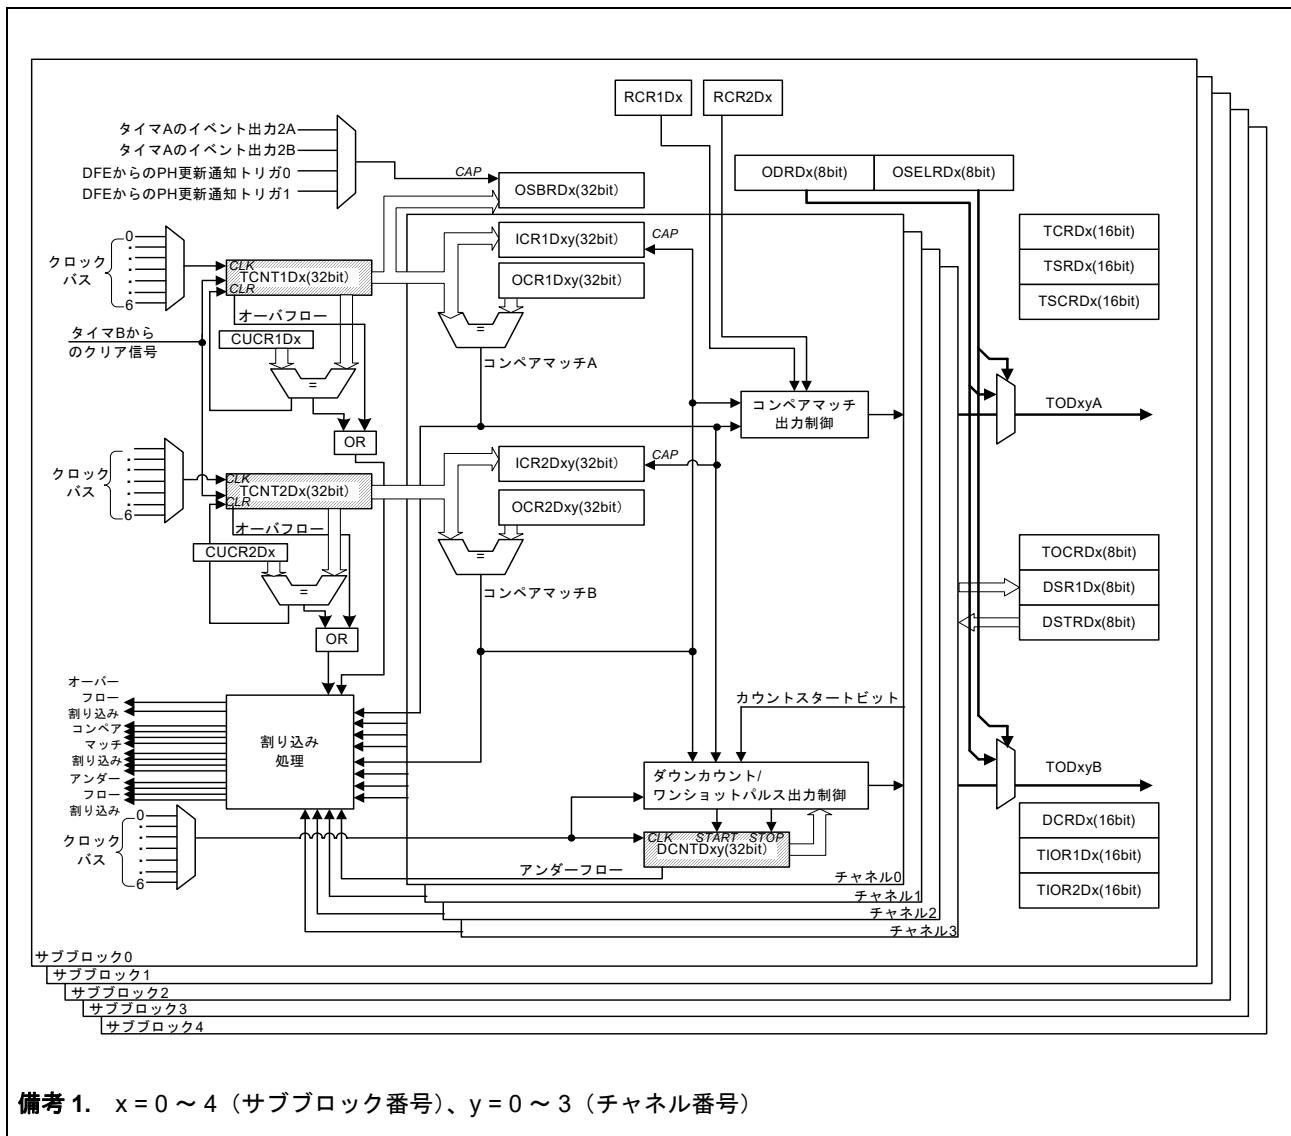 RCR1Dx
RCR2Dx
タイマAのイベント出力2A
タイマAのイベント出力2B
DFEからのPH更新通知トリガ0
DFEからのPH更新通知トリガ1
CAP
OSBRDx(32bit)
ODRDx(8bit)
OSELRDx(8bit)
TCRDx(16bit)
TSRDx(16bit)
TSCRDx(16bit)
ICR1Dxy(32bit)
CAP
OCR1Dxy(32bit)
=
コンペアマッチA
クロック
バス
0
6
CLK
TCNT1Dx(32bit)
CLR
オーバフロー
タイマBから
のクリア信号
CUCR1Dx
=
OR
コンペアマッチ
出力制御
TODxyA
クロック
バス
6
CLK
TCNT2Dx(32bit)
CLR
オーバフロー
CUCR2Dx
=
OR
ICR2Dxy(32bit)
CAP
OCR2Dxy(32bit)
=
コンペアマッチB
TOCRDx(8bit)
DSR1Dx(8bit)
DSTRDx(8bit)
オーバー
フロー
割り込み
コンペア
マッチ
割り込み
アンダー
フロー
割り込み
割り込み
処理
カウントスタートビット
ダウンカウント/
ワンショットパルス出力制御
TODxyB
クロック
バス
0
6
CLK START STOP
DCNTDxy(32bit)
アンダーフロー
DCRDx(16bit)
TIOR1Dx(16bit)
TIOR2Dx(16bit)
チャネル0
チャネル1
チャネル2
チャネル3
サブブロック0
サブブロック1
サブブロック2
サブブロック3
サブブロック4
備考 1. x = 0 ~ 4（サブブロック番号）、y = 0 ~ 3（チャネル番号）